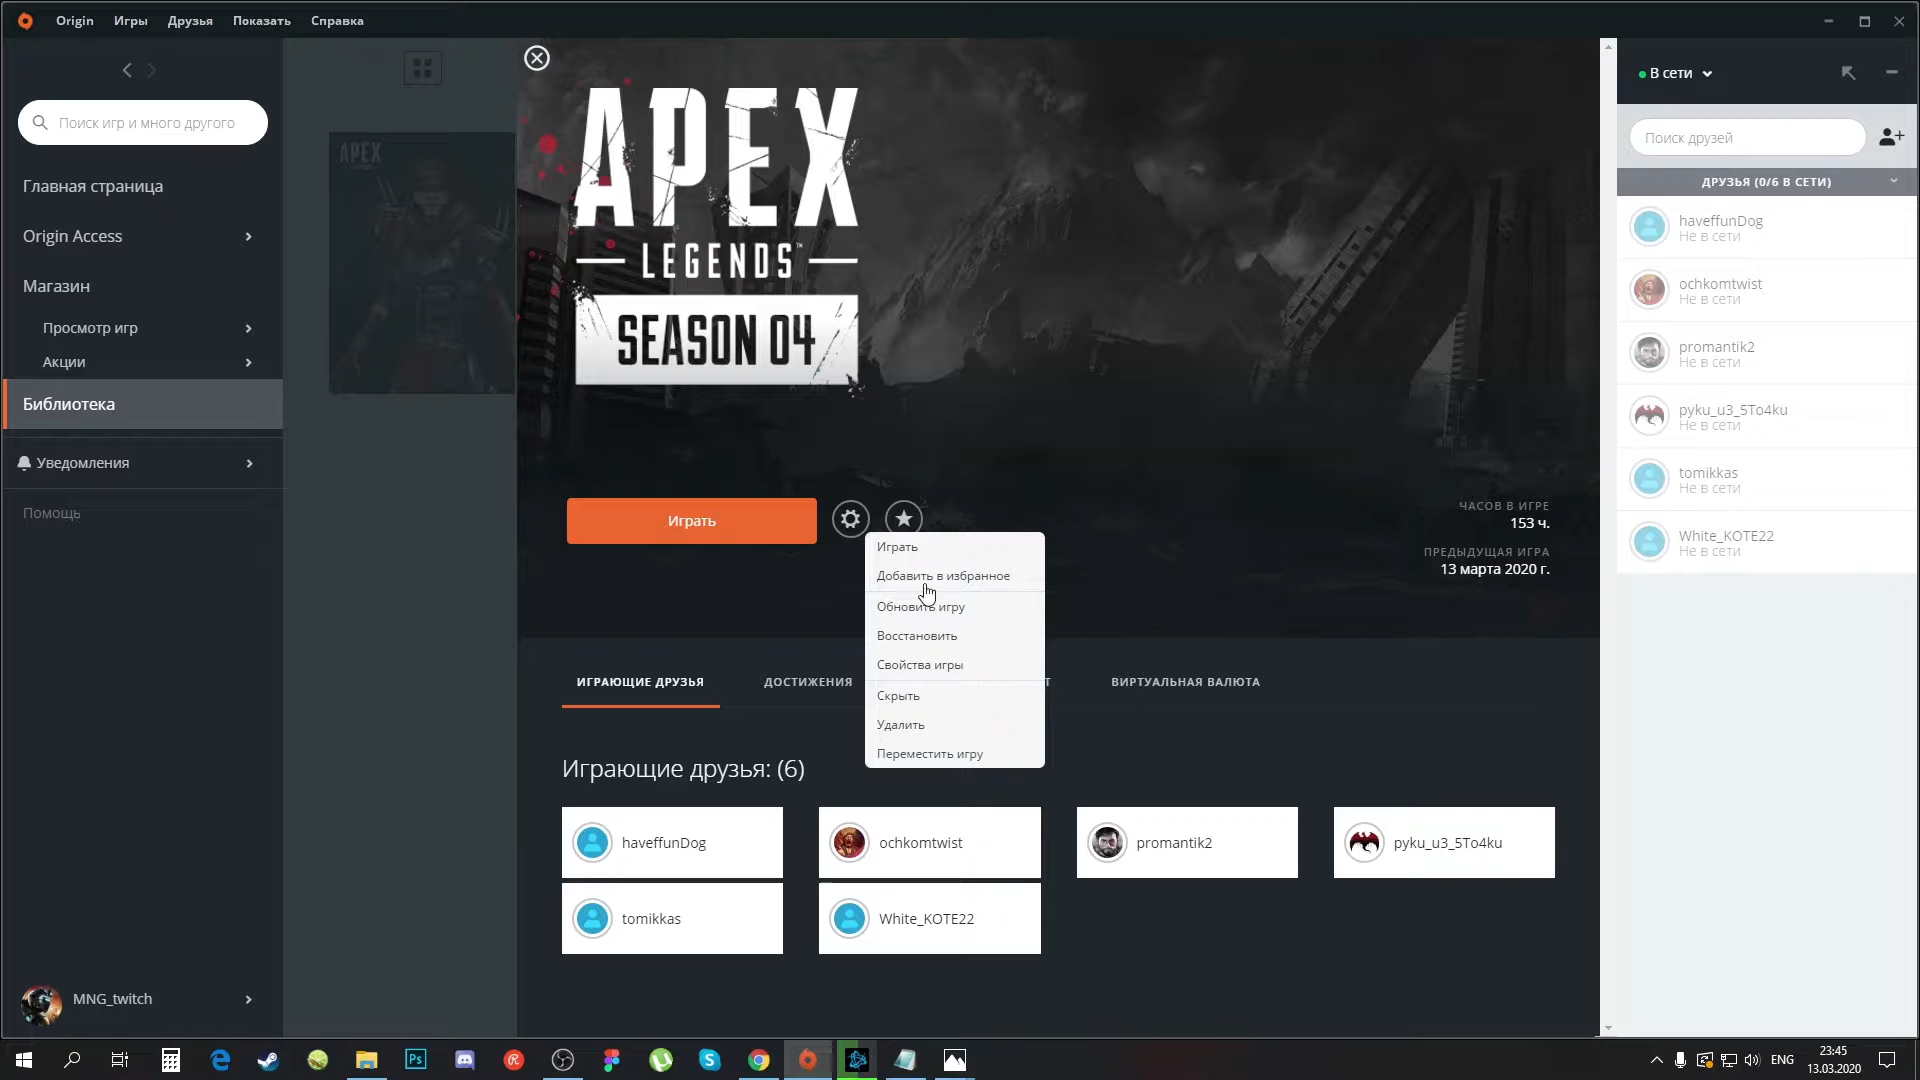 Origin Игры Друзья Показать Справка
Поиск игр и много другого
Главная страница
Origin Access
Магазин
Просмотр игр
Акции
Библиотека
Уведомления
Помощь
MNG_twitch
APEX
APEX
LEGENDS™
SEASON 04
Играть
ЧАСОВ В ИГРЕ
153 ч.
ПРЕДЫДУЩАЯ ИГРА
13 марта 2020 г.
Играть
Добавить в избранное
Обновить игру
Восстановить
Свойства игры
Скрыть
Удалить
Переместить игру
ИГРАЮЩИЕ ДРУЗЬЯ ДОСТИЖЕНИЯ Т ВИРТУАЛЬНАЯ ВАЛЮТА
Играющие друзья: (6)
haveffunDog ochkomtwist promantik2 pyku_u3_5To4ku
tomikkas White_KOTE22
В сети
Поиск друзей
ДРУЗЬЯ (0/6 В СЕТИ)
haveffunDog
Не в сети
ochkomtwist
Не в сети
promantik2
Не в сети
pyku_u3_5To4ku
Не в сети
tomikkas
Не в сети
White_KOTE22
Не в сети
Ps
ENG
23:45
13.03.2020